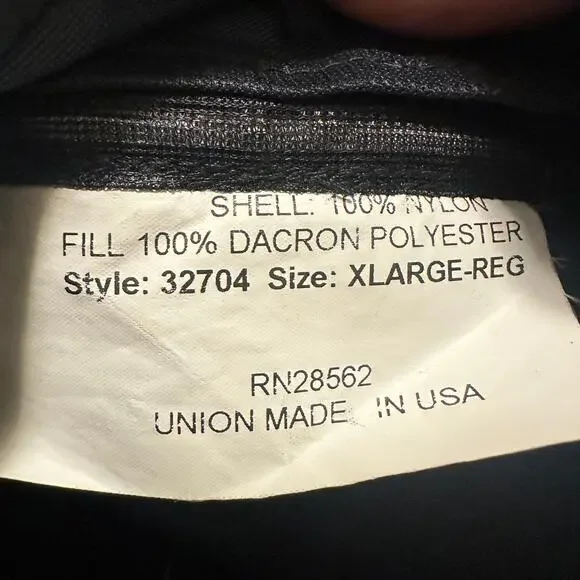 SHELL: 100% NYLON
FILL 100% DACRON POLYESTER
Style: 32704 Size: XLARGE-REG
RN28562
UNION MADE IN USA